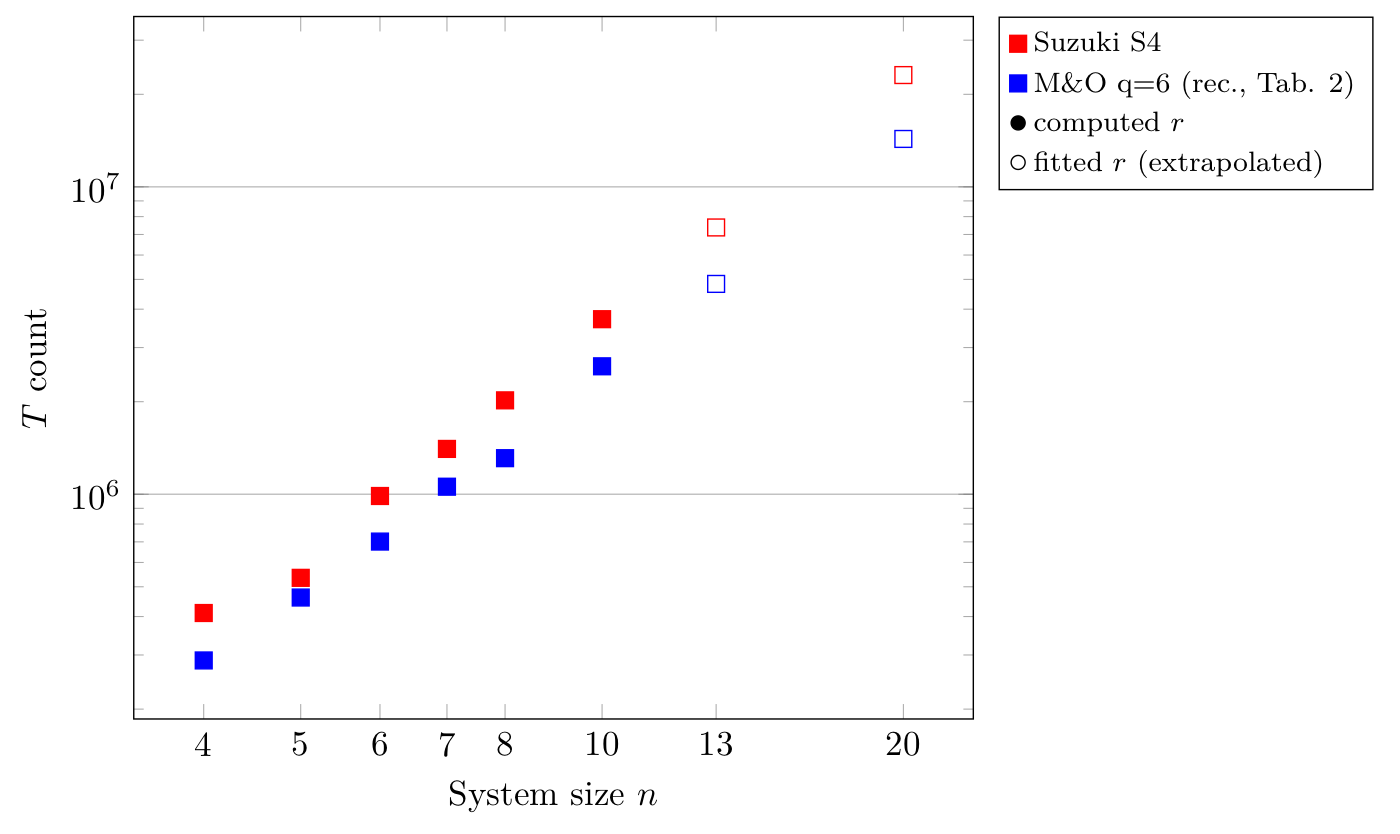 10^7
10^6
T count
4 5 6 7 8 10 13 20
System size n
Suzuki S4
M&O q=6 (rec., Tab. 2)
computed r
fitted r (extrapolated)